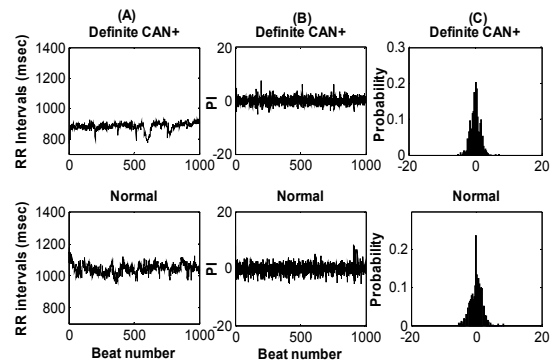 (A)
Definite CAN+
(B)
Definite CAN+
(C)
Definite CAN+
RR Intervals (msec)
1400
1200
1000
800
0
500
1000
PI
20
0
-20
0
500
1000
Probability
0.3
0.2
0.1
0
-20
0
20
Normal
Normal
Normal
RR intervals (msec)
1400
1200
1000
800
0
500
1000
Beat number
PI
20
0
-20
0
500
1000
Beat number
Probability
0.2
0.1
0
-20
0
20